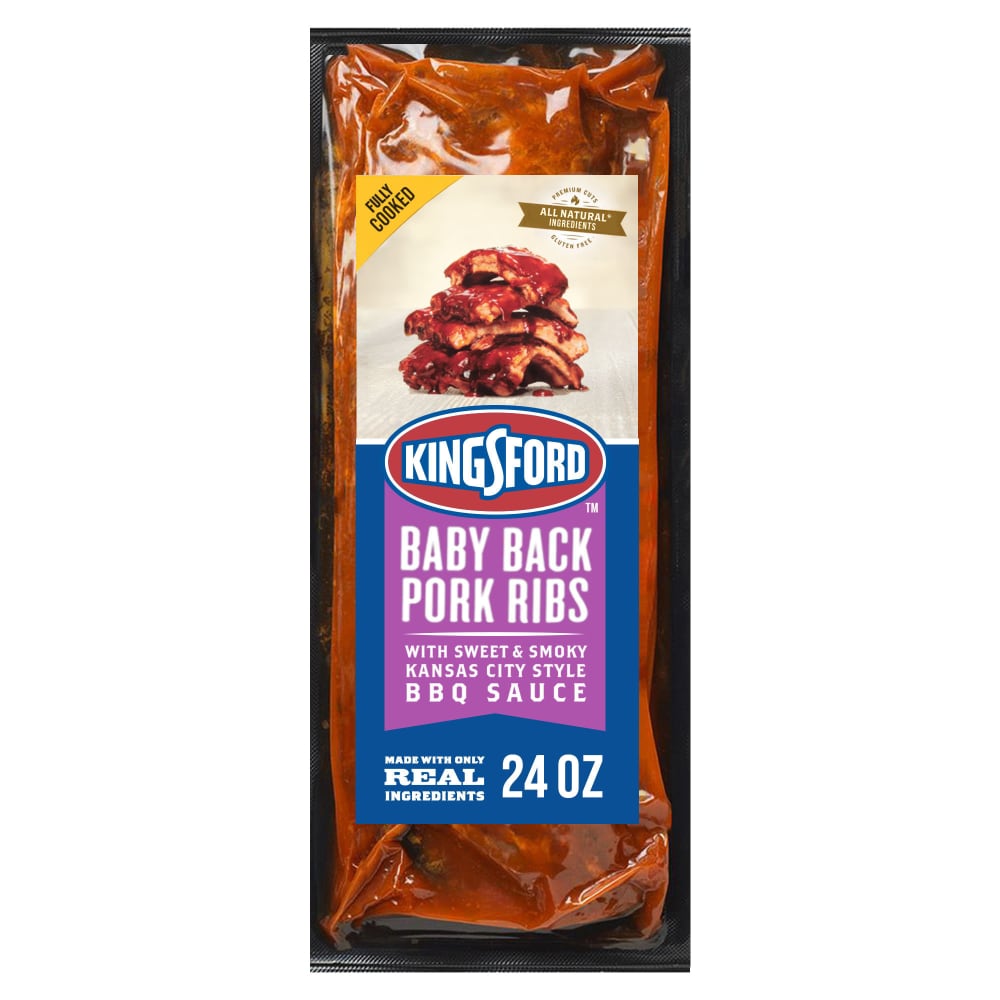 FULLY
COOKED
PREMIUM CUTS
ALL NATURAL*
INGREDIENTS
GLUTEN FREE
KINGSFORD
TM
BABY BACK
PORK RIBS
WITH SWEET & SMOKY
KANSAS CITY STYLE
BBQ SAUCE
MADE WITH ONLY
REAL
INGREDIENTS
24 OZ